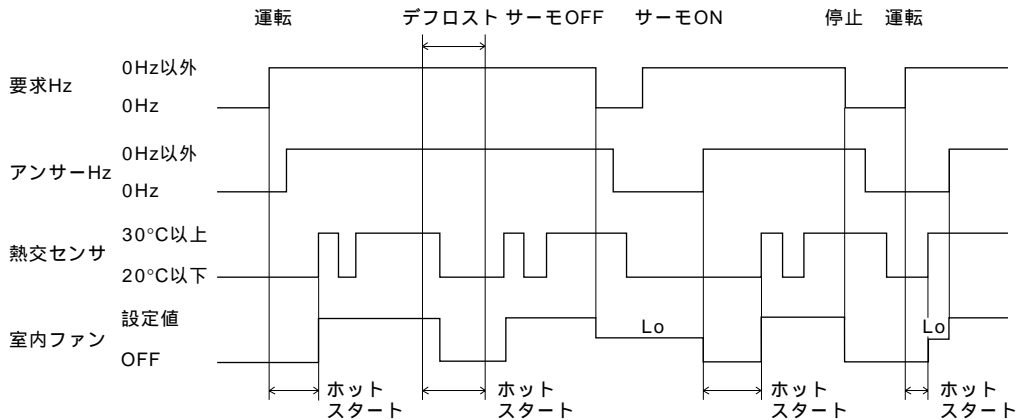 運転 デフロスト サーモOFF サーモON 停止 運転
要求Hz
0Hz以外
0Hz
アンサーHz
0Hz以外
0Hz
熱交センサ
30°C以上
20°C以下
室内ファン
設定値
OFF
Lo
Lo
ホット
スタート
ホット
スタート
ホット
スタート
ホット
スタート